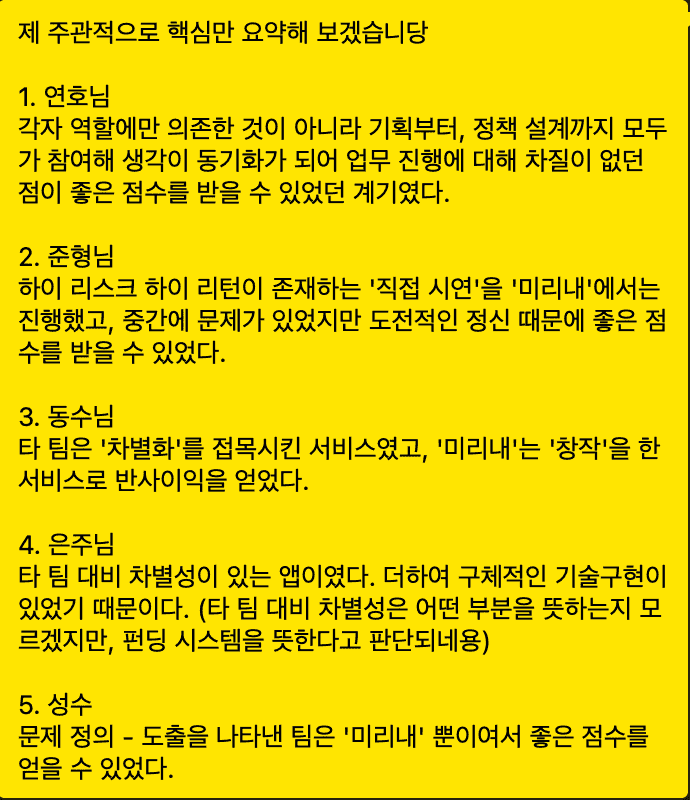 제 주관적으로 핵심만 요약해 보겠습니당
1. 연호님
각자 역할에만 의존한 것이 아니라 기획부터, 정책 설계까지 모두
가 참여해 생각이 동기화가 되어 업무 진행에 대해 차질이 없던
점이 좋은 점수를 받을 수 있었던 계기였다.
2. 준형님
하이 리스크 하이 리턴이 존재하는 '직접 시연'을 '미리내'에서는
진행했고, 중간에 문제가 있었지만 도전적인 정신 때문에 좋은 점
수를 받을 수 있었다.
3. 동수님
타 팀은 '차별화'를 접목시킨 서비스였고, '미리내'는 '창작'을 한
서비스로 반사이익을 얻었다.
4. 은주님
타 팀 대비 차별성이 있는 앱이였다. 더하여 구체적인 기술구현이
있었기 때문이다. (타 팀 대비 차별성은 어떤 부분을 뜻하는지 모
르겠지만, 펀딩 시스템을 뜻한다고 판단되네용)
5. 성수
문제 정의 - 도출을 나타낸 팀은 '미리내' 뿐이여서 좋은 점수를
얻을 수 있었다.